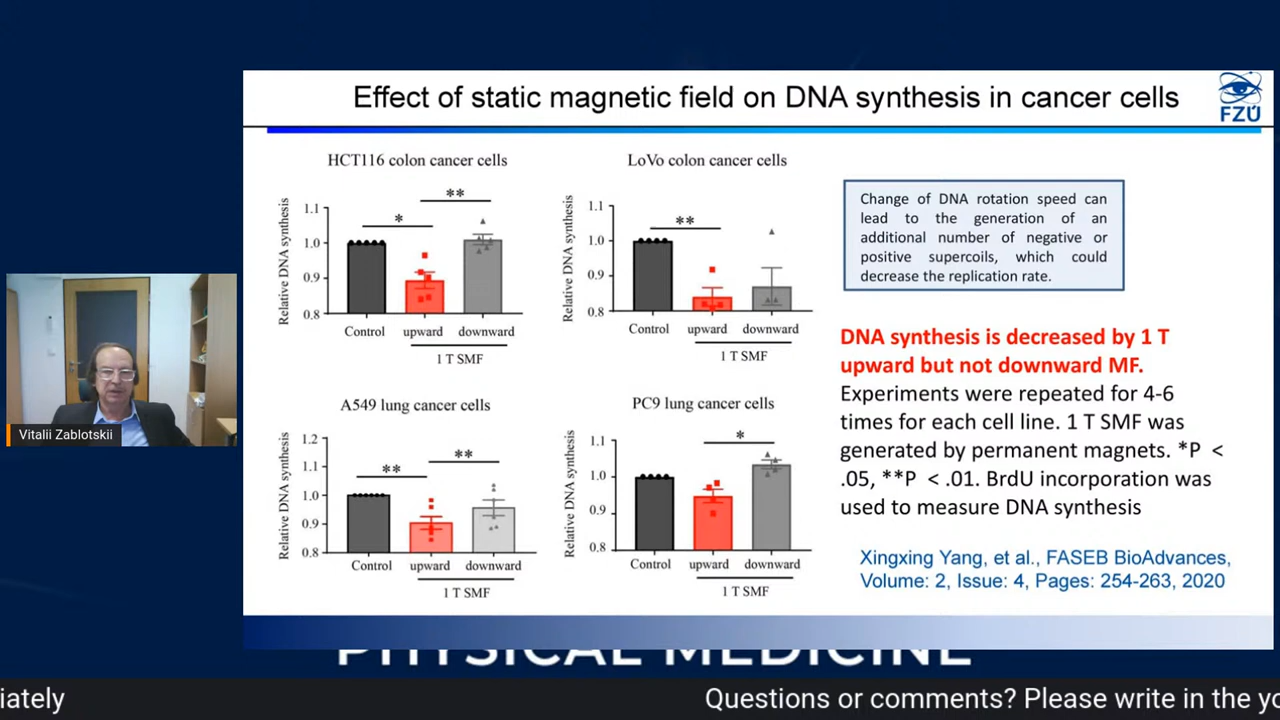 Effect of static magnetic field on DNA synthesis in cancer cells
FZÚ
HCT116 colon cancer cells
Relative DNA synthesis
1.1
1.0
0.9
0.8
*
**
Control
upward
downward
1 T SMF
LoVo colon cancer cells
Relative DNA synthesis
1.1
1.0
0.9
0.8
**
Control
upward
downward
1 T SMF
Change of DNA rotation speed can
lead to the generation of an
additional number of negative or
positive supercoils, which could
decrease the replication rate.
A549 lung cancer cells
Relative DNA synthesis
1.2
1.1
1.0
0.9
0.8
**
**
Control
upward
downward
1 T SMF
PC9 lung cancer cells
Relative DNA synthesis
1.1
1.0
0.9
0.8
*
Control
upward
downward
1 T SMF
DNA synthesis is decreased by 1 T
upward but not downward MF.
Experiments were repeated for 4-6
times for each cell line. 1 T SMF was
generated by permanent magnets. *P <
.05, **P < .01. BrdU incorporation was
used to measure DNA synthesis
Xingxing Yang, et al., FASEB BioAdvances,
Volume: 2, Issue: 4, Pages: 254-263, 2020
Vitalii Zablotskii
PHYSICAL MEDICINE
iately
Questions or comments? Please write in the yo